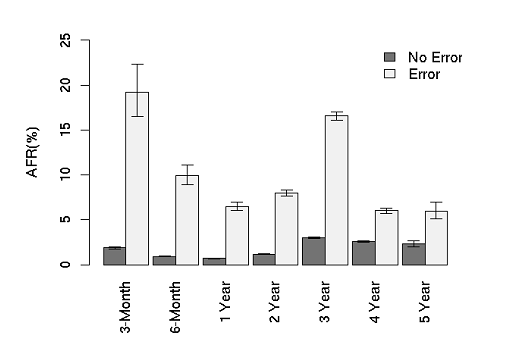 25
20
15
10
5
0
AFR(%)
No Error
Error
3-Month
6-Month
1 Year
2 Year
3 Year
4 Year
5 Year